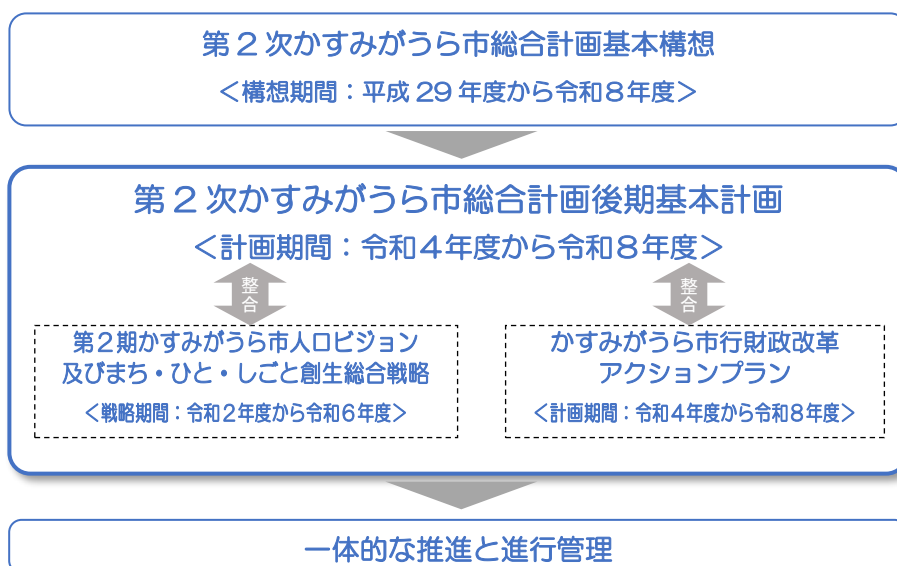 第2次かすみがうら市総合計画基本構想
＜構想期間：平成29年度から令和8年度＞
第2次かすみがうら市総合計画後期基本計画
＜計画期間：令和4年度から令和8年度＞
整合
整合
第2期かすみがうら市人口ビジョン
及びまち・ひと・しごと創生総合戦略
＜戦略期間：令和2年度から令和6年度＞
かすみがうら市行財政改革
アクションプラン
＜計画期間：令和4年度から令和8年度＞
一体的な推進と進行管理